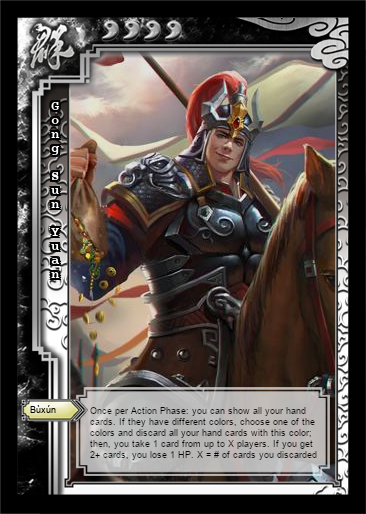 群
Gong Sun Yuan
Bùxùn
Once per Action Phase: you can show all your hand
cards. If they have different colors, choose one of the
colors and discard all your hand cards with this color;
then, you take 1 card from up to X players. If you get
2+ cards, you lose 1 HP. X = # of cards you discarded